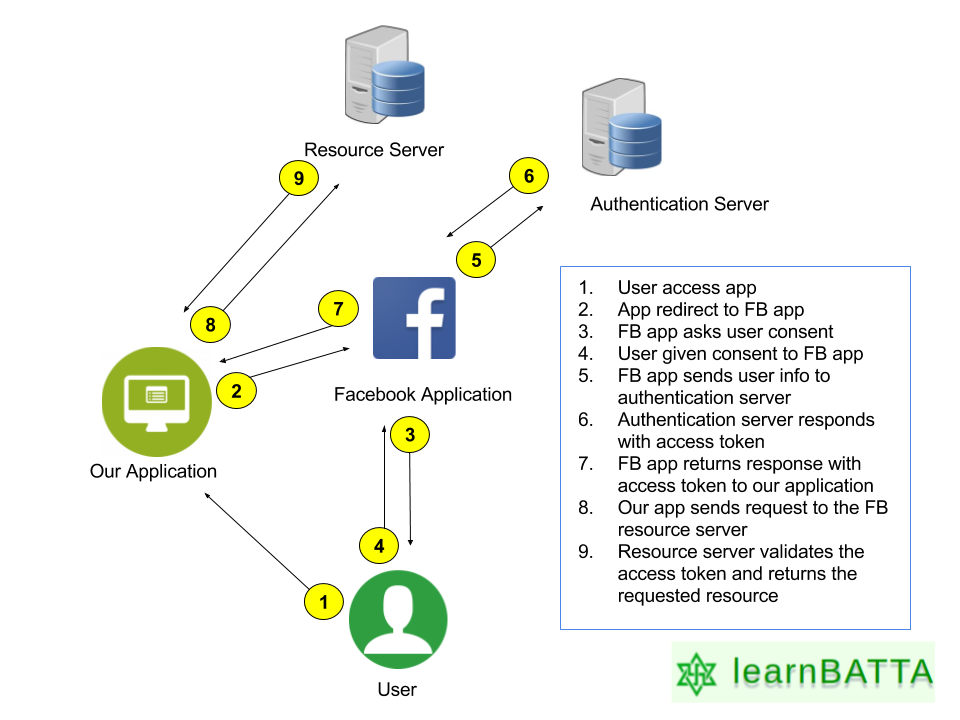 Resource Server
Authentication Server
9
6
5
8
7
2
Facebook Application
3
Our Application
4
1
User
1. User access app
2. App redirect to FB app
3. FB app asks user consent
4. User given consent to FB app
5. FB app sends user info to
authentication server
6. Authentication server responds
with access token
7. FB app returns response with
access token to our application
8. Our app sends request to the FB
resource server
9. Resource server validates the
access token and returns the
requested resource
learnBATTA